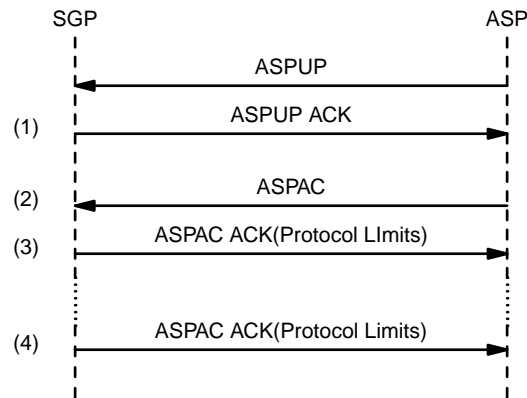 SGP ASP
ASPUP
(1) ASPUP ACK
(2) ASPAC
(3) ASPAC ACK(Protocol LImits)
(4) ASPAC ACK(Protocol Limits)